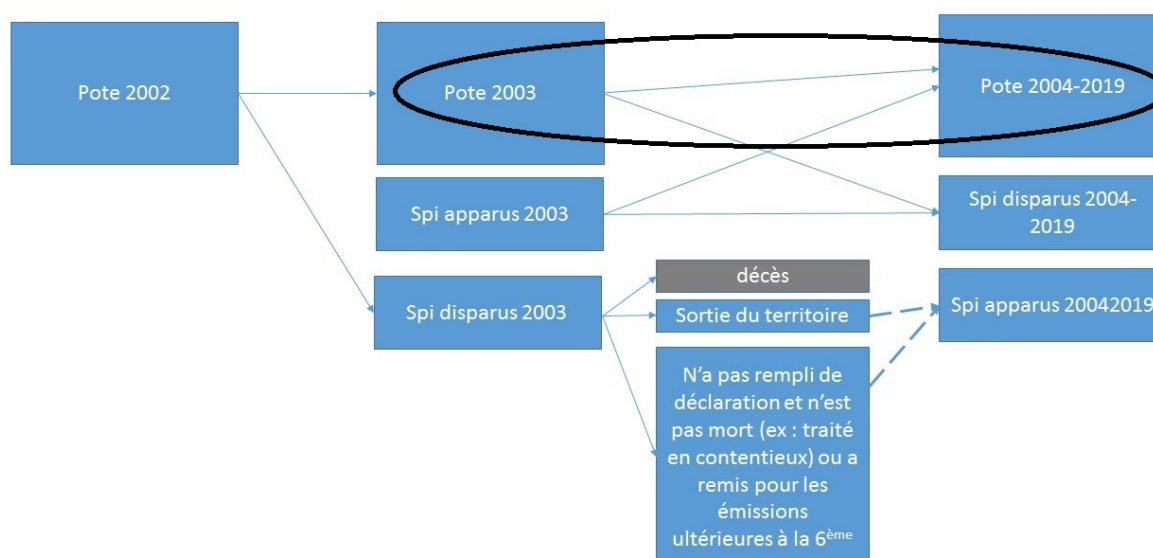 Pote 2002
Pote 2003
Pote 2004-2019
Spi apparus 2003
Spi disparus 2004-
2019
Spi disparus 2003
décès
Sortie du territoire
Spi apparus 20042019
N'a pas rempli de
déclaration et n'est
pas mort (ex : traité
en contentieux) ou a
remis pour les
émissions
ultérieures à la 6ème